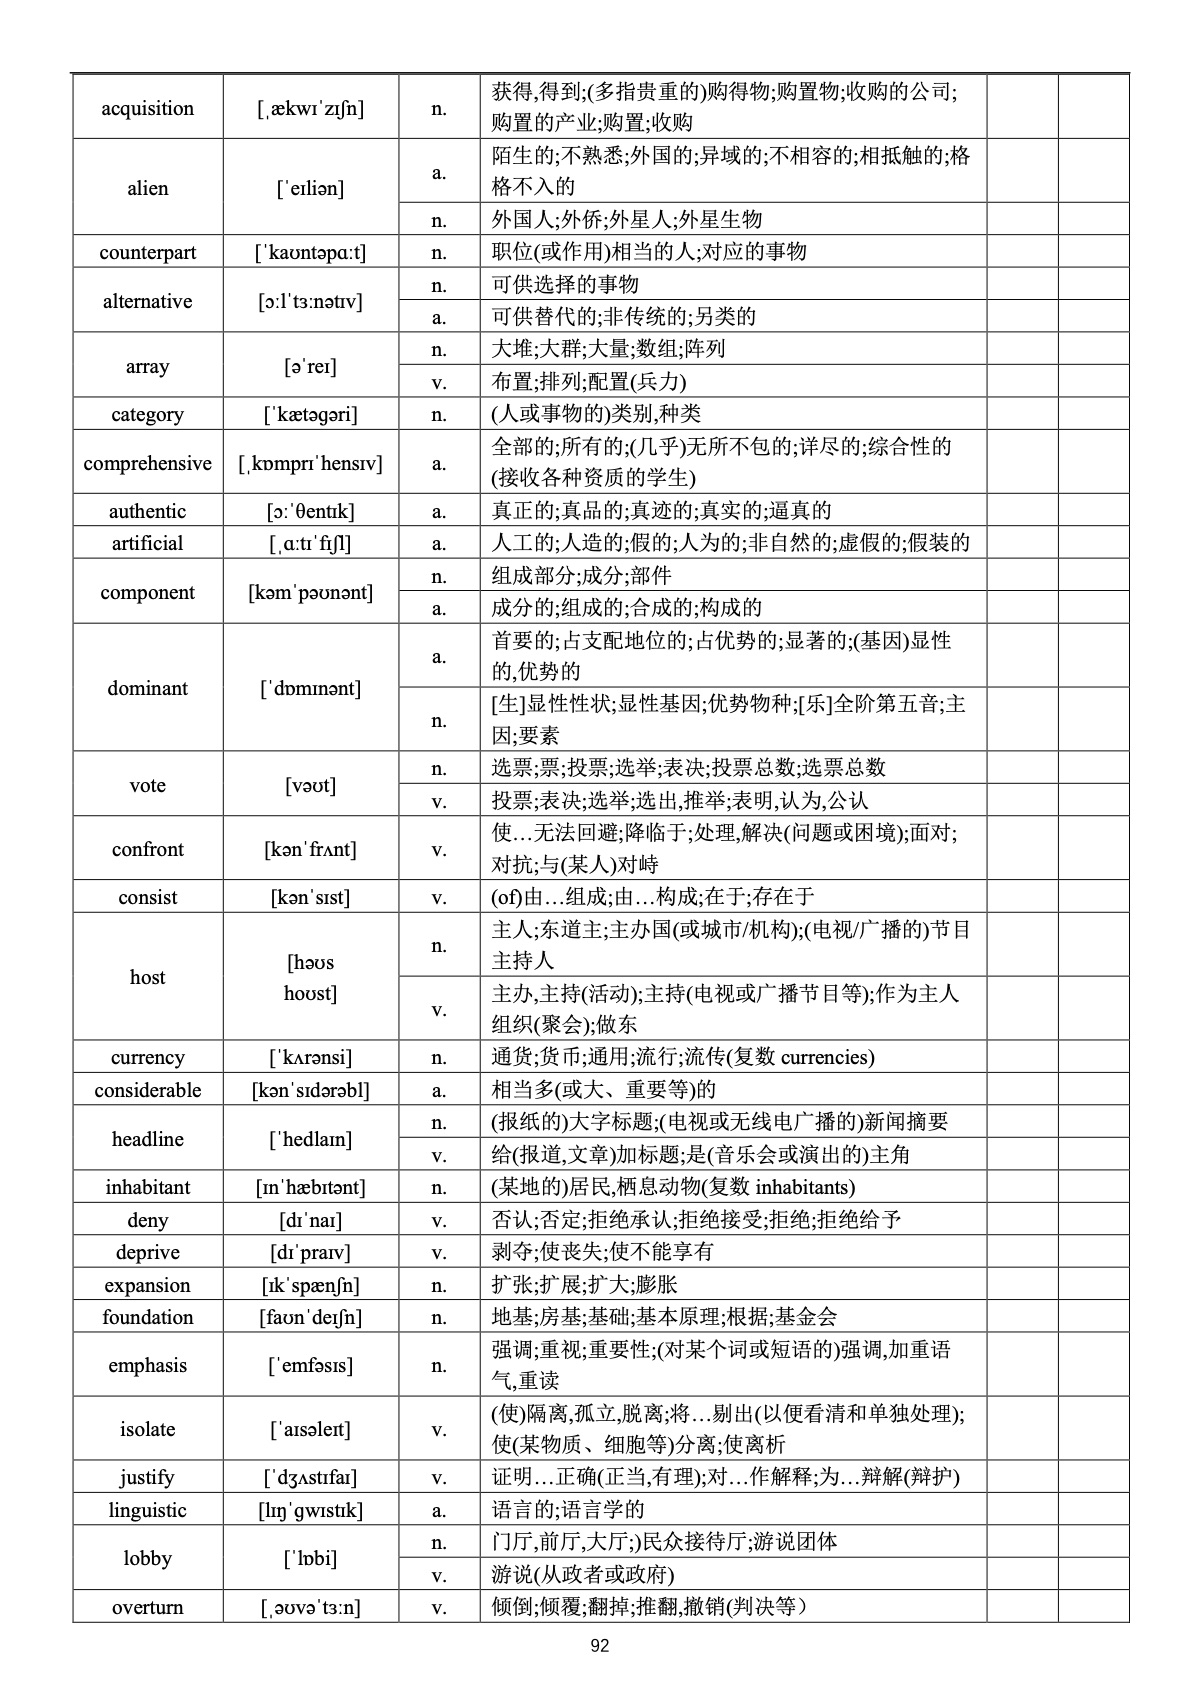 acquisition [ˌækwɪˈzɪʃn] n. 获得,得到;(多指贵重的)购得物;购置物;收购的公司;
购置的产业;购置;收购
alien [ˈeɪliən] a. 陌生的;不熟悉;外国的;异域的;不相容的;相抵触的;格
格不入的
n. 外国人;外侨;外星人;外星生物
counterpart [ˈkaʊntəpɑːt] n. 职位(或作用)相当的人;对应的事物
alternative [ɔːlˈtɜːnətɪv] n. 可供选择的事物
a. 可供替代的;非传统的;另类的
array [əˈreɪ] n. 大堆;大群;大量;数组;阵列
v. 布置;排列;配置(兵力)
category [ˈkætəɡəri] n. (人或事物的)类别,种类
comprehensive [ˌkɒmprɪˈhensɪv] a. 全部的;所有的;(几乎)无所不包的;详尽的;综合性的
(接收各种资质的学生)
authentic [ɔːˈθentɪk] a. 真正的;真品的;真迹的;真实的;逼真的
artificial [ˌɑːtɪˈfɪʃl] a. 人工的;人造的;假的;人为的;非自然的;虚假的;假装的
component [kəmˈpəʊnənt] n. 组成部分;成分;部件
a. 成分的;组成的;合成的;构成的
dominant [ˈdɒmɪnənt] a. 首要的;占支配地位的;占优势的;显著的;(基因)显性
的,优势的
n. [生]显性性状;显性基因;优势物种;[乐]全阶第五音;主
因;要素
vote [vəʊt] n. 选票;票;投票;选举;表决;投票总数;选票总数
v. 投票;表决;选举;选出,推举;表明,认为,公认
confront [kənˈfrʌnt] v. 使…无法回避;降临于;处理,解决(问题或困境);面对;
对抗;与(某人)对峙
consist [kənˈsɪst] v. (of)由…组成;由…构成;在于;存在于
host [həʊs
hoʊst] n. 主人;东道主;主办国(或城市/机构);(电视/广播的)节目
主持人
v. 主办,主持(活动);主持(电视或广播节目等);作为主人
组织(聚会);做东
currency [ˈkʌrənsi] n. 通货;货币;通用;流行;流传(复数 currencies)
considerable [kənˈsɪdərəbl] a. 相当多(或大、重要等)的
headline [ˈhedlaɪn] n. (报纸的)大字标题;(电视或无线电广播的)新闻摘要
v. 给(报道,文章)加标题;是(音乐会或演出的)主角
inhabitant [ɪnˈhæbɪtənt] n. (某地的)居民,栖息动物(复数 inhabitants)
deny [dɪˈnaɪ] v. 否认;否定;拒绝承认;拒绝接受;拒绝;拒绝给予
deprive [dɪˈpraɪv] v. 剥夺;使丧失;使不能享有
expansion [ɪkˈspænʃn] n. 扩张;扩展;扩大;膨胀
foundation [faʊnˈdeɪʃn] n. 地基;房基;基础;基本原理;根据;基金会
emphasis [ˈemfəsɪs] n. 强调;重视;重要性;(对某个词或短语的)强调,加重语
气,重读
isolate [ˈaɪsəleɪt] v. (使)隔离,孤立,脱离;将…剔出(以便看清和单独处理);
使(某物质、细胞等)分离;使离析
justify [ˈdʒʌstɪfaɪ] v. 证明…正确(正当,有理);对…作解释;为…辩解(辩护)
linguistic [lɪŋˈɡwɪstɪk] a. 语言的;语言学的
lobby [ˈlɒbi] n. 门厅,前厅,大厅;)民众接待厅;游说团体
v. 游说(从政者或政府)
overturn [ˌəʊvəˈtɜːn] v. 倾倒;倾覆;翻掉;推翻,撤销(判决等）
92